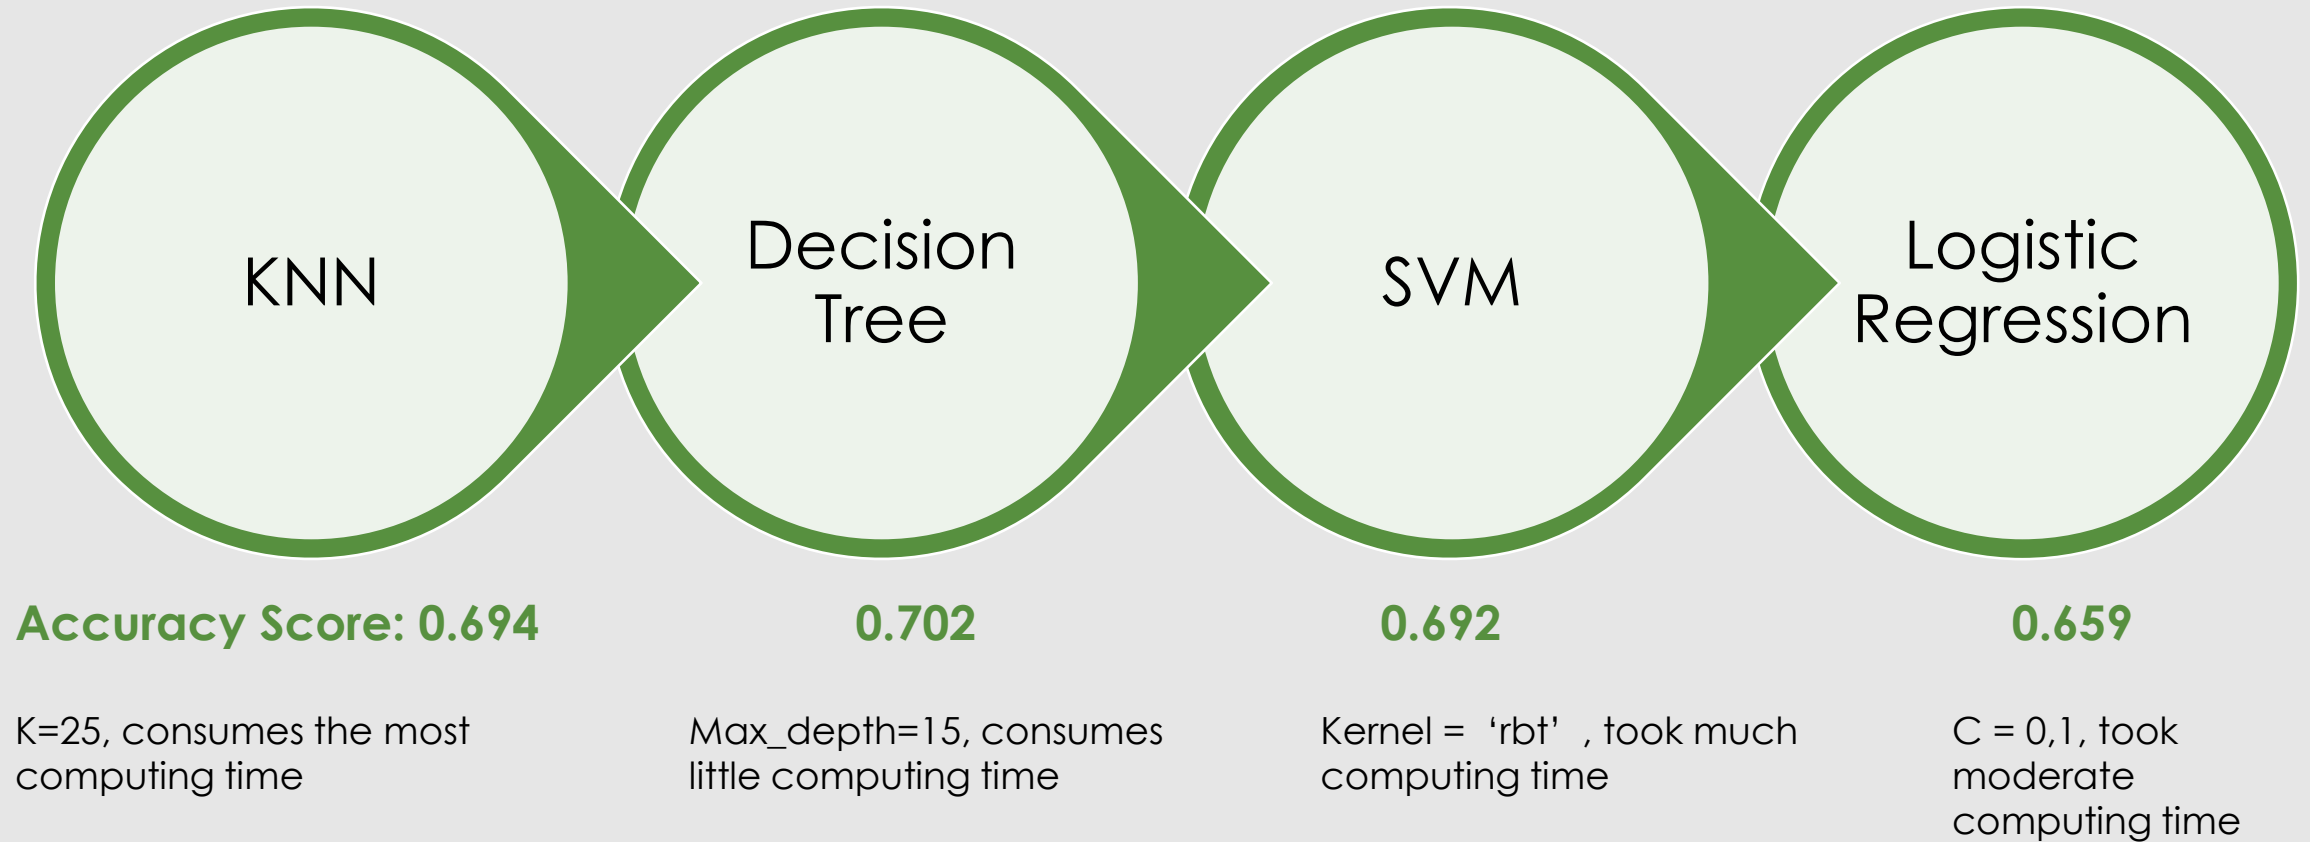 KNN
Decision
Tree
SVM
Logistic
Regression
Accuracy Score: 0.694
0.702
0.692
0.659
K=25, consumes the most
computing time
Max_depth=15, consumes
little computing time
Kernel = ‘rbt’ , took much
computing time
C = 0,1, took
moderate
computing time